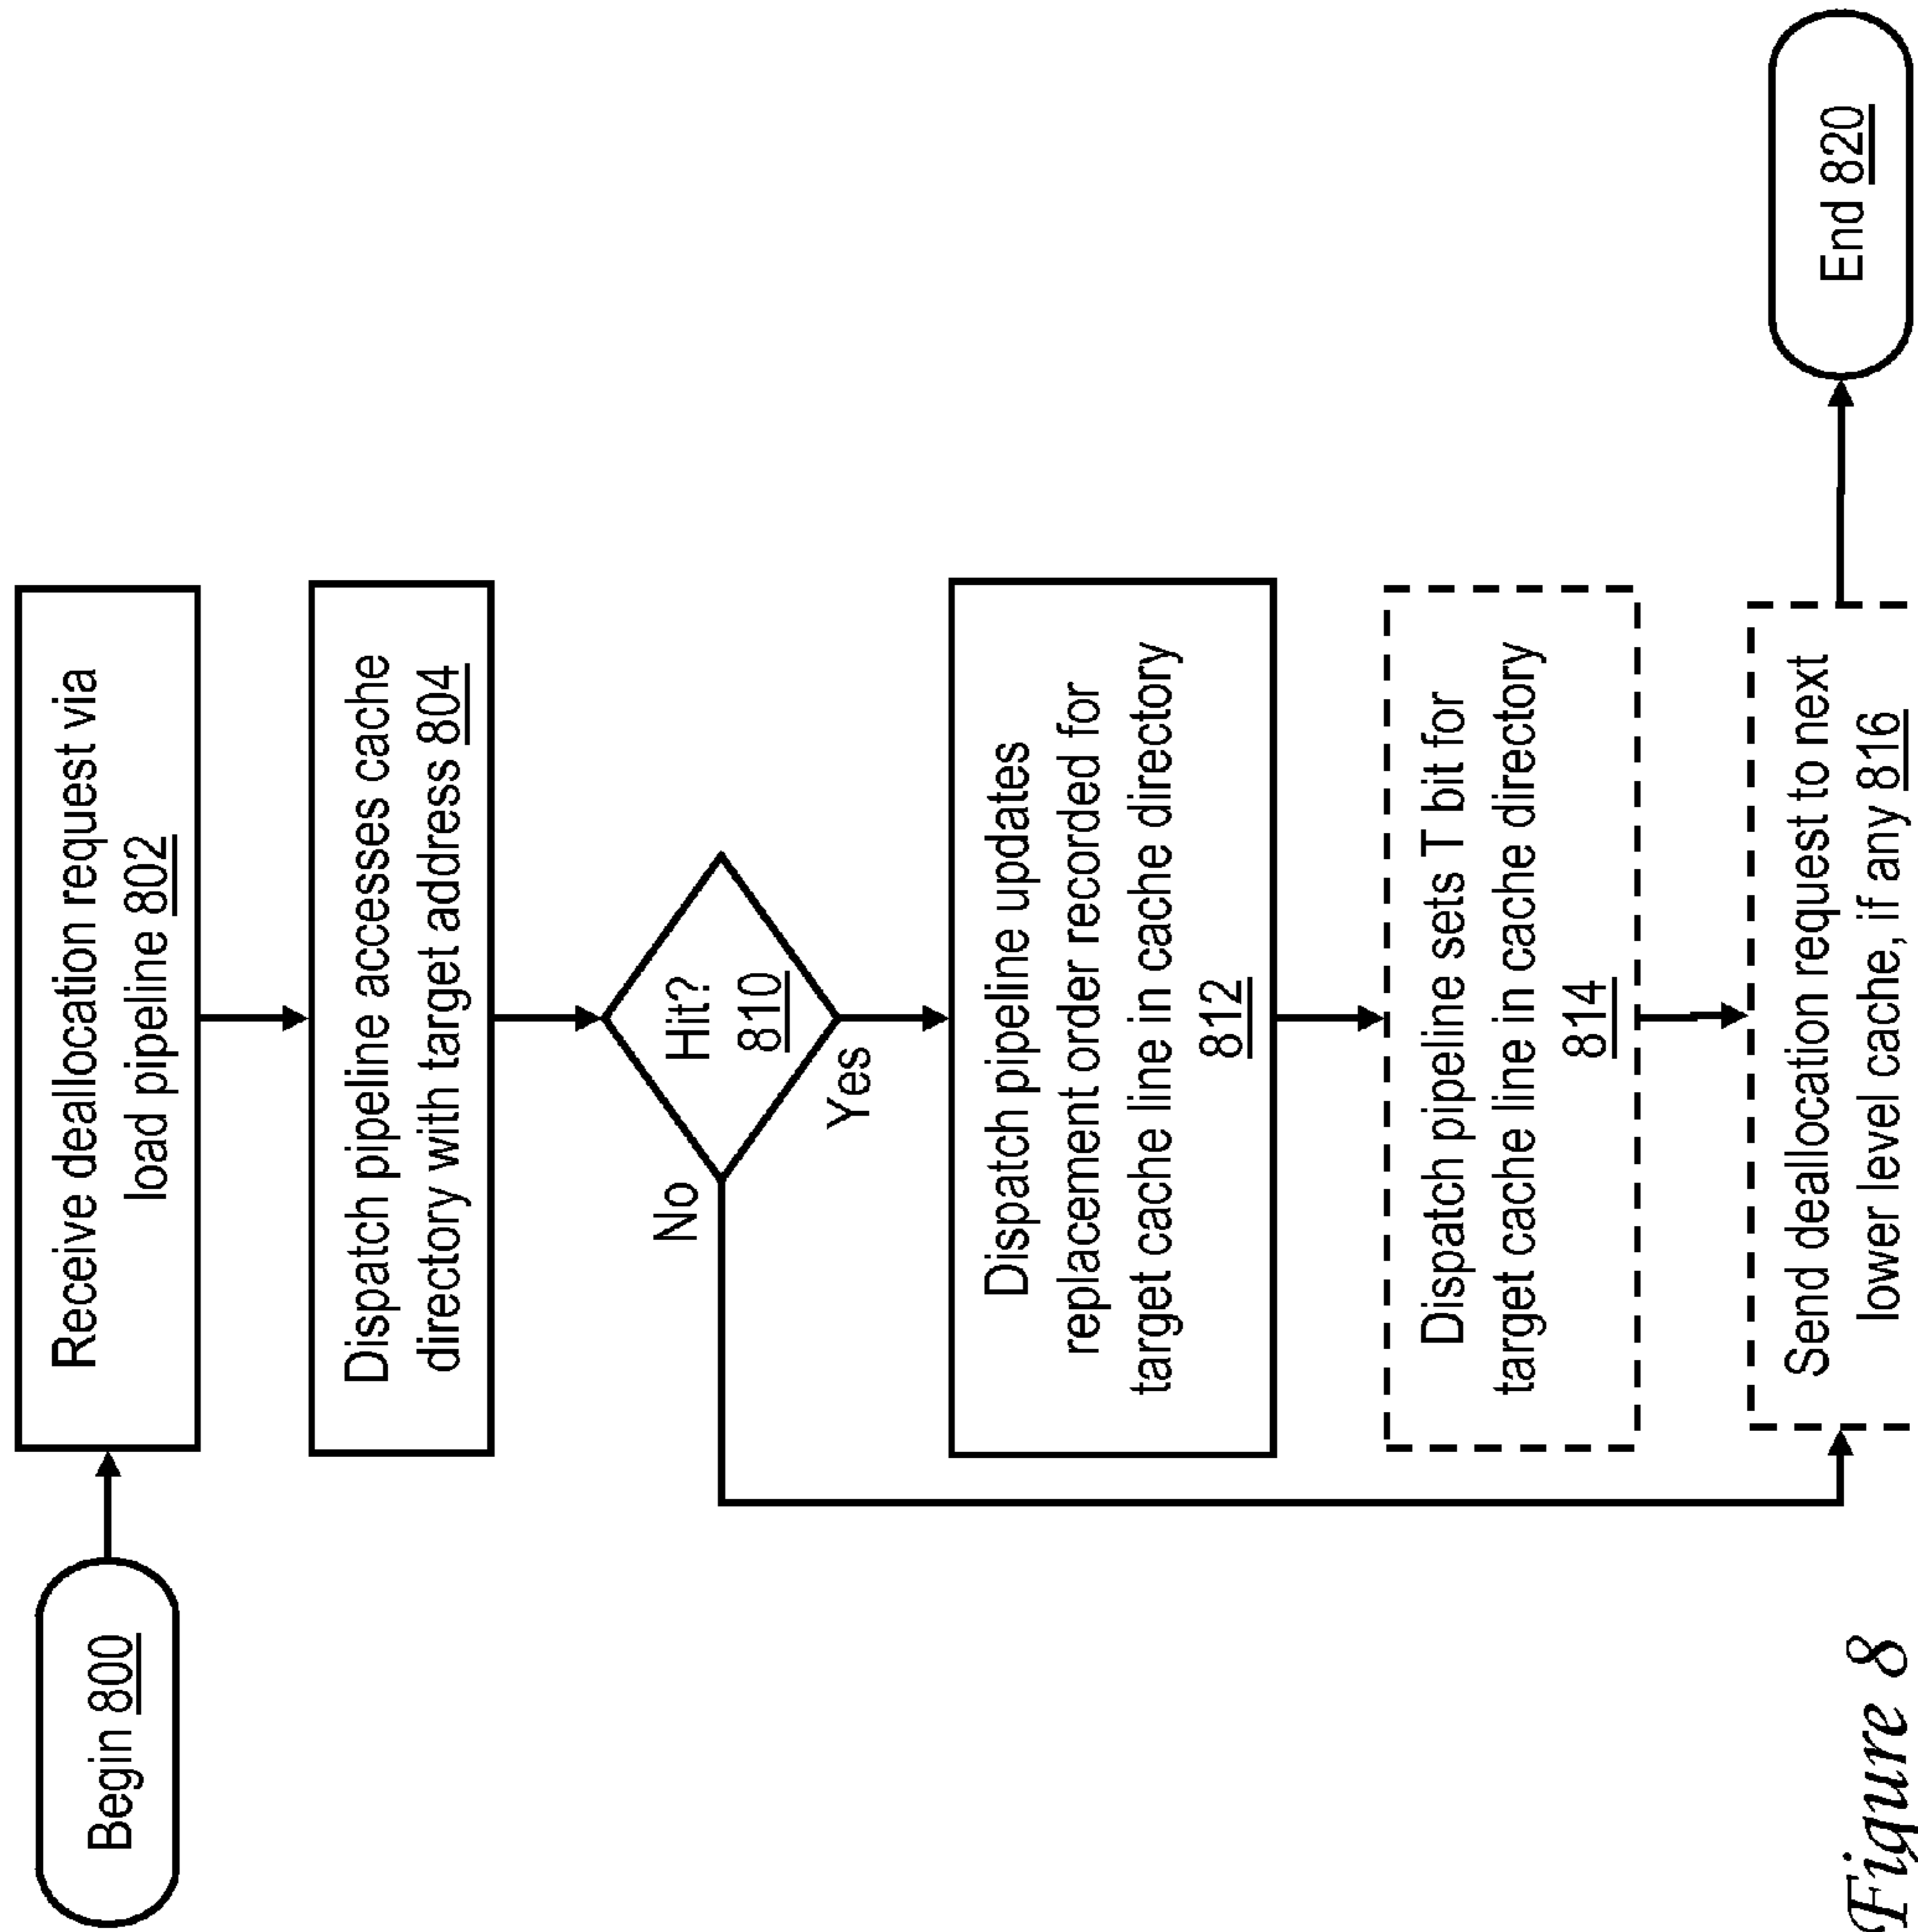 Begin 800
Receive deallocation request via
load pipeline 802
Dispatch pipeline accesses cache
directory with target address 804
Hit?
810
No
Yes
Dispatch pipeline updates
replacement order recorded for
target cache line in cache directory
812
Dispatch pipeline sets T bit for
target cache line in cache directory
814
Send deallocation request to next
lower level cache, if any 816
End 820
Figure 8